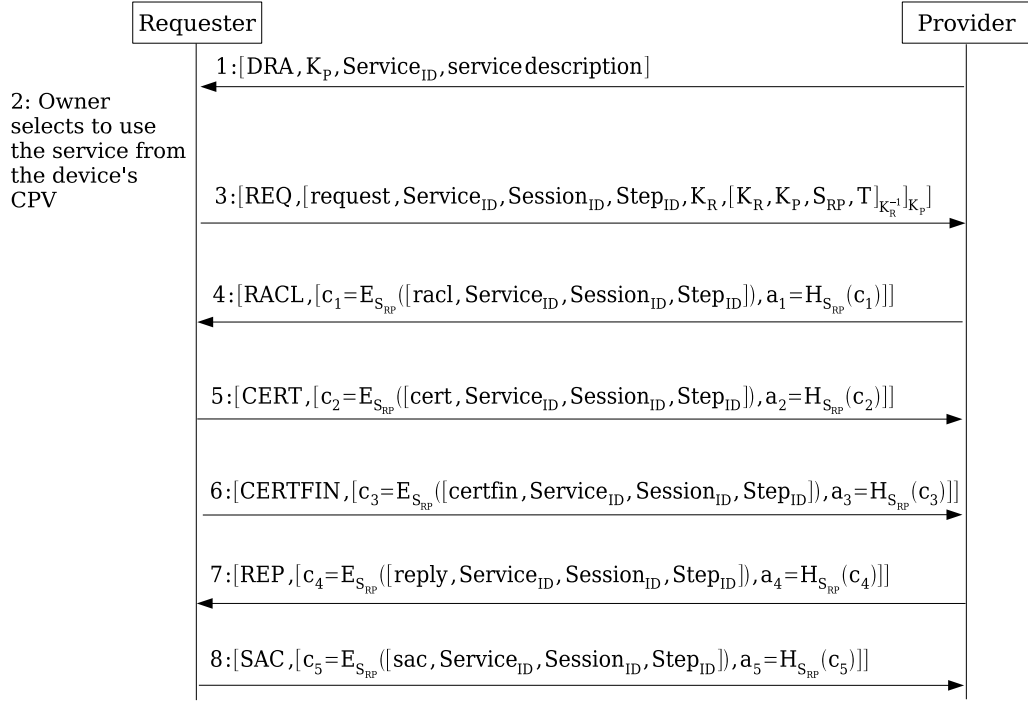 Requester
Provider
1:[DRA,K_P,Service_ID,service description]
2: Owner
selects to use
the service from
the device's
CPV
3:[REQ,[request,Service_ID,Session_ID,Step_ID,K_R,[K_R,K_P,S_RP,T]_{K_R^{-1}}]_{K_P}]
4:[RACL,[c_1=E_{S_RP}([racl,Service_ID,Session_ID,Step_ID]),a_1=H_{S_RP}(c_1)]]
5:[CERT,[c_2=E_{S_RP}([cert,Service_ID,Session_ID,Step_ID]),a_2=H_{S_RP}(c_2)]]
6:[CERTFIN,[c_3=E_{S_RP}([certfin,Service_ID,Session_ID,Step_ID]),a_3=H_{S_RP}(c_3)]]
7:[REP,[c_4=E_{S_RP}([reply,Service_ID,Session_ID,Step_ID]),a_4=H_{S_RP}(c_4)]]
8:[SAC,[c_5=E_{S_RP}([sac,Service_ID,Session_ID,Step_ID]),a_5=H_{S_RP}(c_5)]]